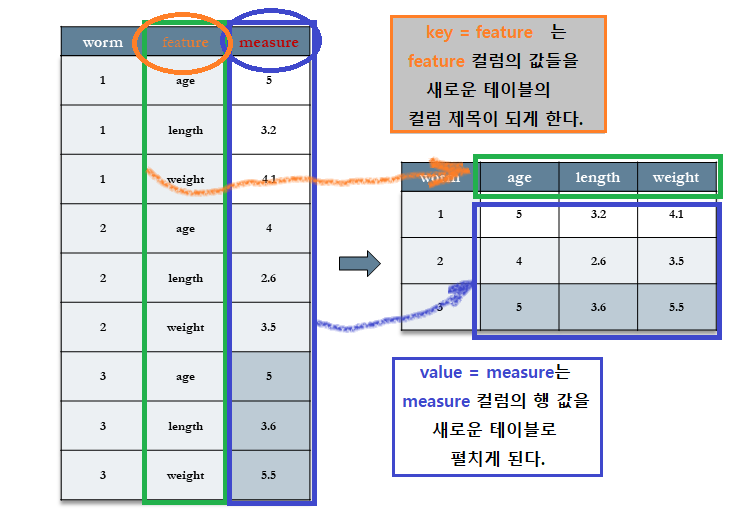 worm feature measure
1 age 5
1 length 3.2
1 weight 4.1
2 age 4
2 length 2.6
2 weight 3.5
3 age 5
3 length 3.6
3 weight 5.5
key = feature 는
feature 컬럼의 값들을
새로운 테이블의
컬럼 제목이 되게 한다.
worm age length weight
1 5 3.2 4.1
2 4 2.6 3.5
3 5 3.6 5.5
value = measure는
measure 컬럼의 행 값을
새로운 테이블로
펼치게 된다.